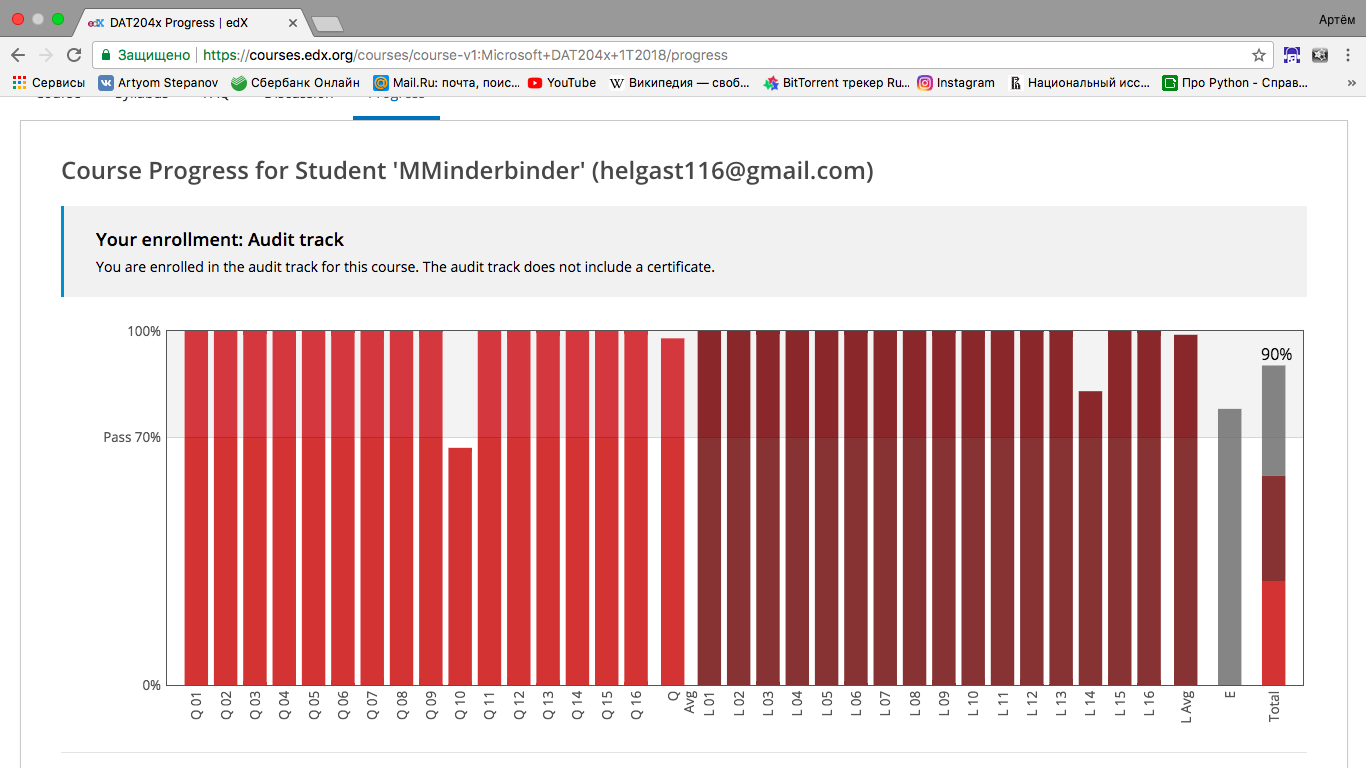 DAT204x Progress | edX
Артём
Защищено https://courses.edx.org/courses/course-v1:Microsoft+DAT204x+1T2018/progress
Сервисы Artyom Stepanov Сбербанк Онлайн Mail.Ru: почта, поис... YouTube Википедия — своб... BitTorrent трекер Ru... Instagram Национальный исс... Про Python - Справ... »
Course Progress for Student 'MMinderbinder' (helgast116@gmail.com)
Your enrollment: Audit track
You are enrolled in the audit track for this course. The audit track does not include a certificate.
100%
90%
Pass 70%
0%
Q 01 Q 02 Q 03 Q 04 Q 05 Q 06 Q 07 Q 08 Q 09 Q 10 Q 11 Q 12 Q 13 Q 14 Q 15 Q 16 Q Avg L 01 L 02 L 03 L 04 L 05 L 06 L 07 L 08 L 09 L 10 L 11 L 12 L 13 L 14 L 15 L 16 L Avg E Total